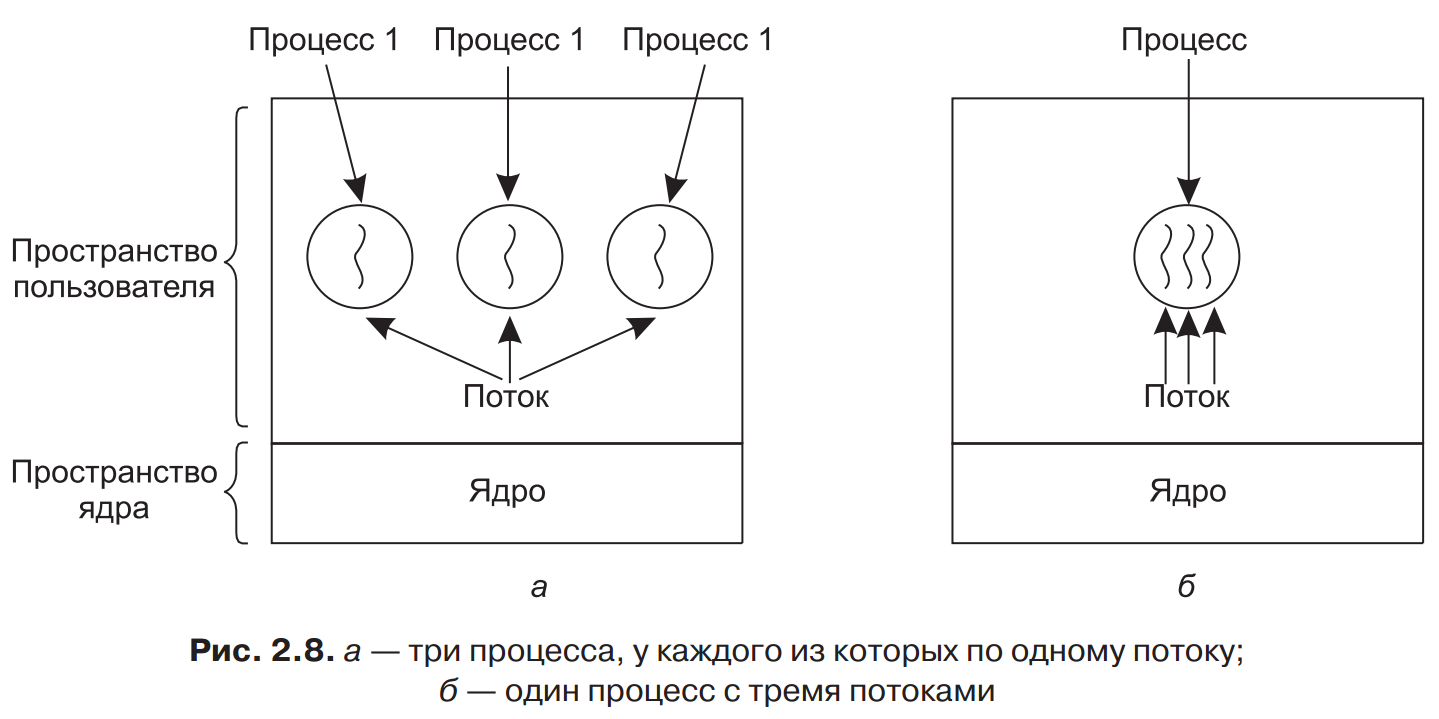 Процесс 1 Процесс 1 Процесс 1
Процесс
Пространство
пользователя
Поток
Поток
Пространство
ядра
Ядро
Ядро
а
б
Рис. 2.8. а — три процесса, у каждого из которых по одному потоку;
б — один процесс с тремя потоками